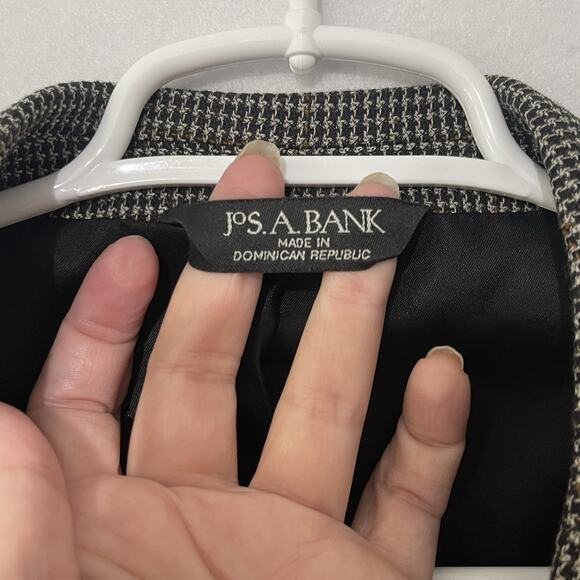 JOS. A. BANK
MADE IN
DOMINICAN REPUBLIC